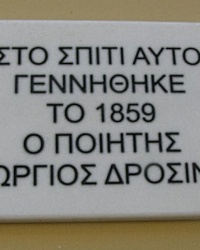 ΣΤΟ ΣΠΙΤΙ ΑΥΤΟ
ΓΕΝΝΗΘΗΚΕ
ΤΟ 1859
Ο ΠΟΙΗΤΗΣ
ΩΡΓΙΟΣ ΔΡΟΣΙΝ